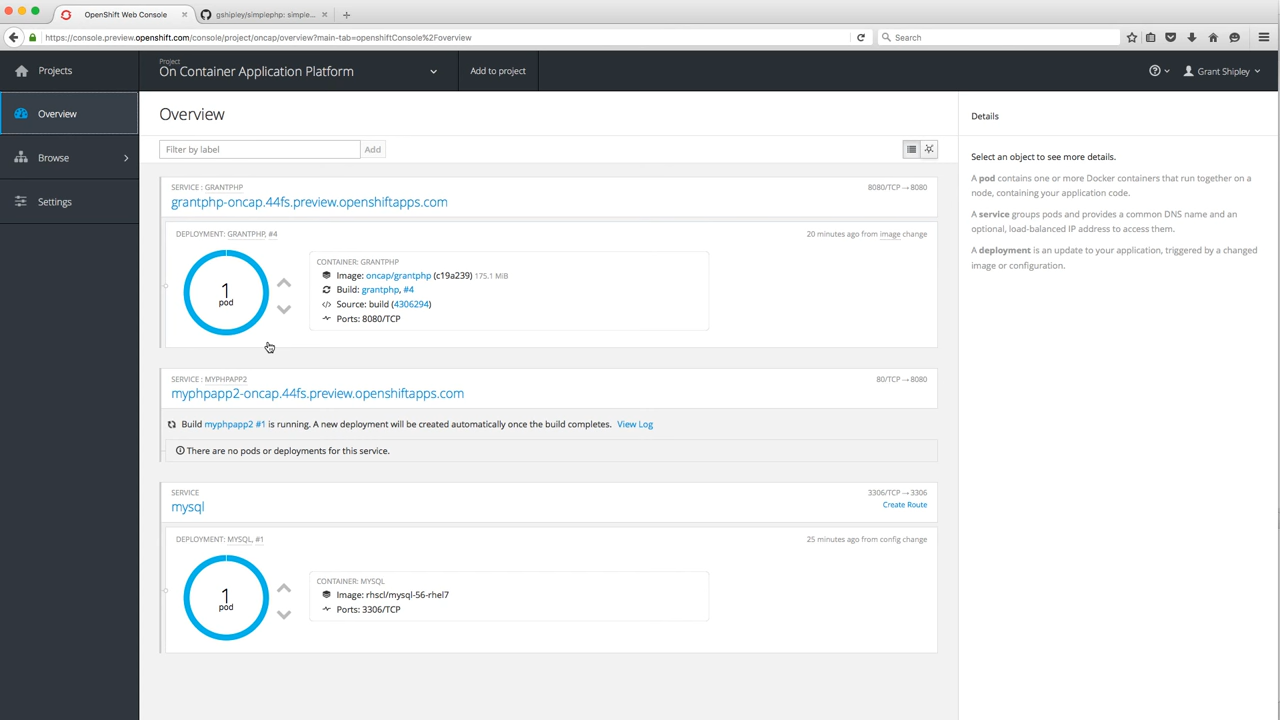 OpenShift Web Console
gshipley/simplephp: simple...
https://console.preview.openshift.com/console/project/oncap/overview?main-tab=openshiftConsole%2Foverview
Search
Projects
Project
On Container Application Platform
Add to project
Grant Shipley
Overview
Browse
Settings
Overview
Filter by label
Add
SERVICE : GRANTPHP
8080/TCP → 8080
grantphp-oncap.44fs.preview.openshiftapps.com
DEPLOYMENT: GRANTPHP, #4
20 minutes ago from image change
1
pod
CONTAINER: GRANTPHP
Image: oncap/grantphp (c19a239) 175.1 MIB
Build: grantphp, #4
Source: build (4306294)
Ports: 8080/TCP
SERVICE : MYPHPAPP2
80/TCP → 8080
myphpapp2-oncap.44fs.preview.openshiftapps.com
Build myphpapp2 #1 is running. A new deployment will be created automatically once the build completes. View Log
There are no pods or deployments for this service.
SERVICE
3306/TCP → 3306
mysql
Create Route
DEPLOYMENT: MYSQL, #1
25 minutes ago from config change
1
pod
CONTAINER: MYSQL
Image: rhscl/mysql-56-rhel7
Ports: 3306/TCP
Details
Select an object to see more details.
A pod contains one or more Docker containers that run together on a
node, containing your application code.
A service groups pods and provides a common DNS name and an
optional, load-balanced IP address to access them.
A deployment is an update to your application, triggered by a changed
image or configuration.